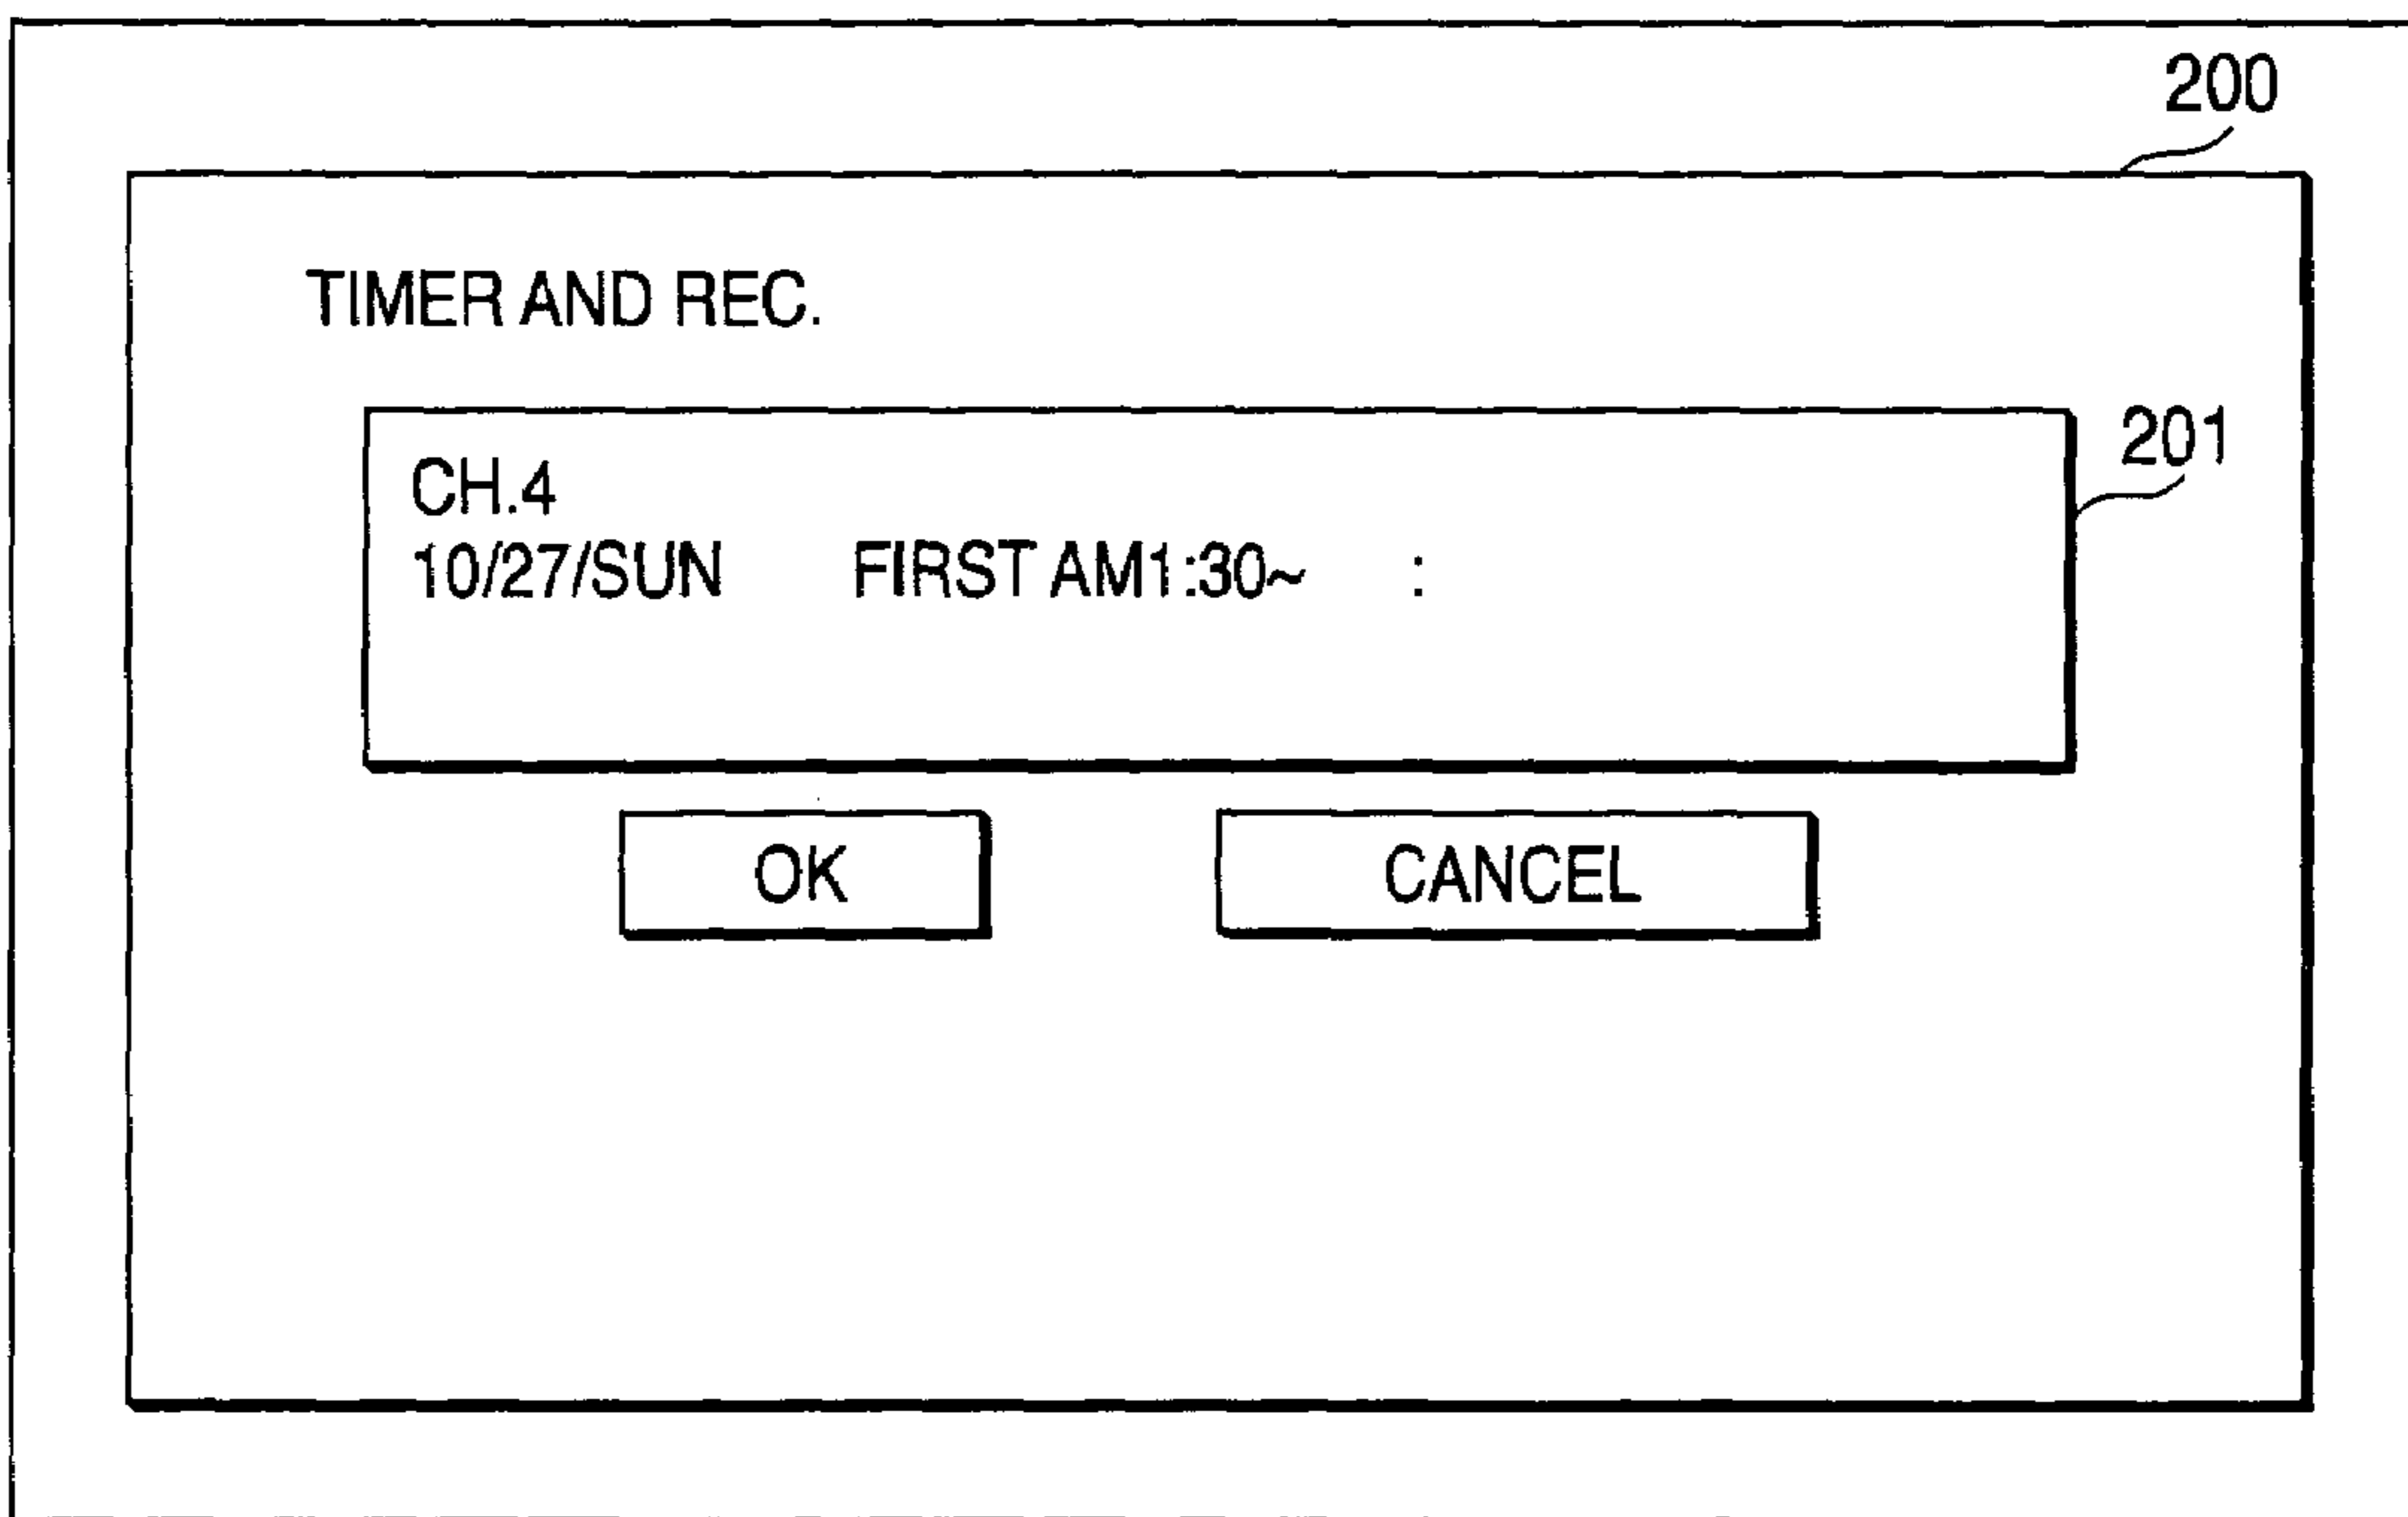 200
TIMER AND REC.
201
CH.4
10/27/SUN FIRST AM1:30~ :
OK CANCEL